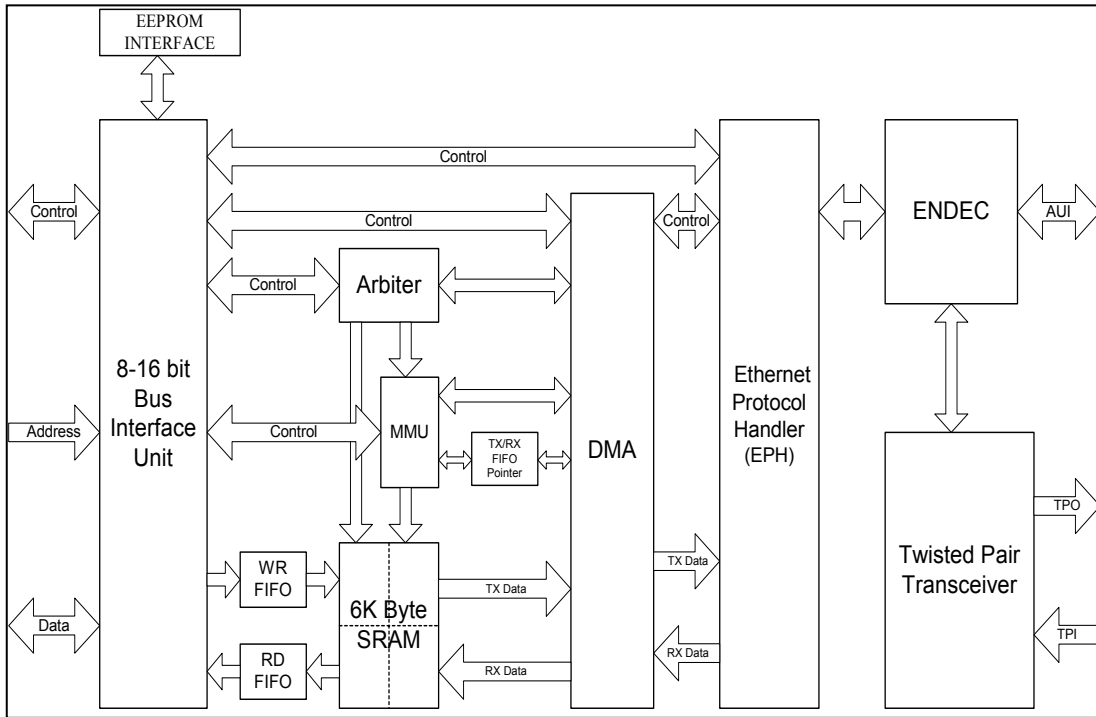 EEPROM
INTERFACE
Control
Control
Control
Control
Control
AUI
ENDEC
Arbiter
8-16 bit
Bus
Interface
Unit
Address
Control
MMU
TX/RX
FIFO
Pointer
DMA
Ethernet
Protocol
Handler
(EPH)
Twisted Pair
Transceiver
TPO
TPI
WR
FIFO
6K Byte
SRAM
TX Data
TX Data
Data
RD
FIFO
RX Data
RX Data